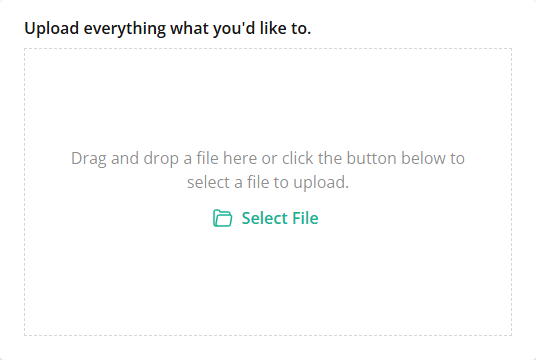 Upload everything what you'd like to.
Drag and drop a file here or click the button below to
select a file to upload.
Select File